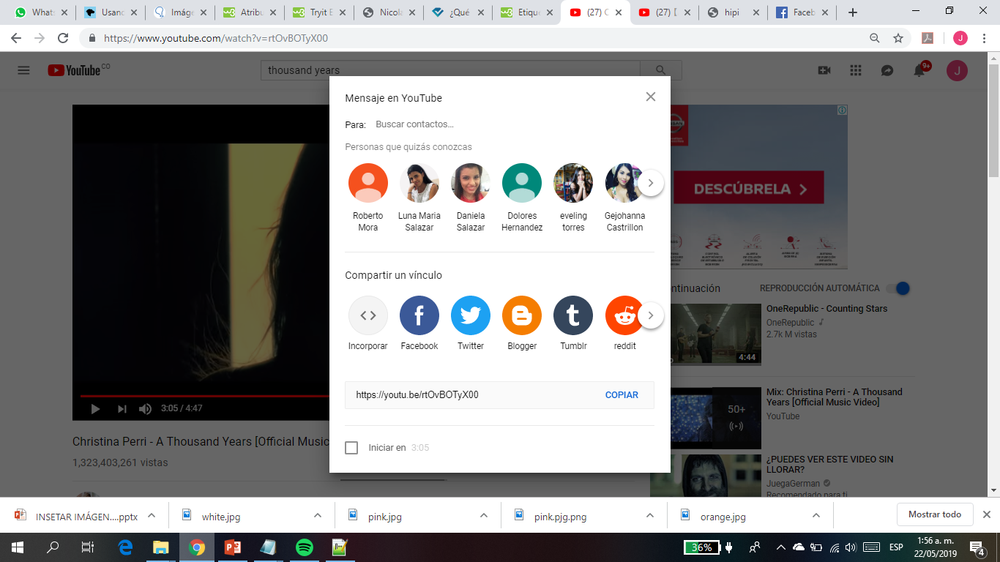 Whats
Usanc
Imáge
Atribu
Tryit E
Nicola
¿Qué
Etique
(27) C
(27) [
hipi
Faceb
https://www.youtube.com/watch?v=rtOvBOTyX00
J
YouTube CO
thousand years
9+
J
Mensaje en YouTube
Para: Buscar contactos...
Personas que quizás conozcas
Roberto Mora
Luna Maria Salazar
Daniela Salazar
Dolores Hernandez
eveling torres
Gejohanna Castrillon
Compartir un vínculo
Incorporar
Facebook
Twitter
Blogger
Tumblr
reddit
https://youtu.be/rtOvBOTyX00
COPIAR
Iniciar en 3:05
3:05 / 4:47
Christina Perri - A Thousand Years [Official Music
1,323,403,261 vistas
NISSAN
DESCÚBRELA
ntinuación
REPRODUCCIÓN AUTOMÁTICA
OneRepublic - Counting Stars
OneRepublic
2.7k M vistas
4:44
Mix: Christina Perri - A Thousand
Years [Official Music Video]
YouTube
50+
¿PUEDES VER ESTE VIDEO SIN
LLORAR?
JuegaGerman
Recomendado para ti
INSETAR IMÁGEN....pptx
white.jpg
pink.jpg
pink.pjg.png
orange.jpg
Mostrar todo
36%
ESP
1:56 a. m.
22/05/2019
4